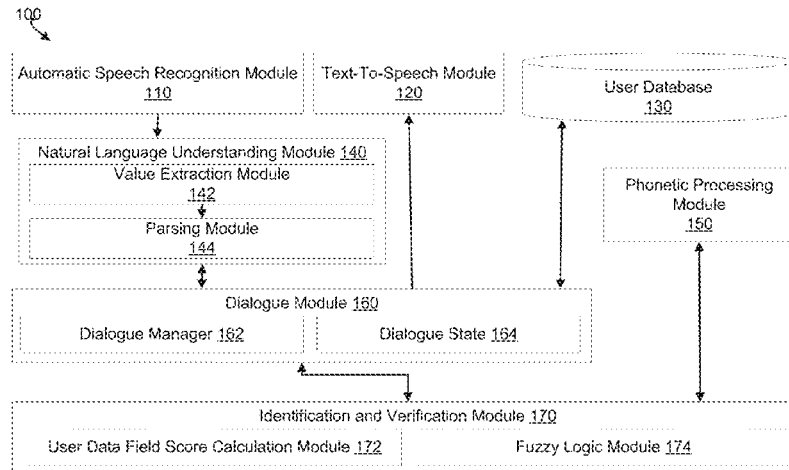 100
Automatic Speech Recognition Module
110
Text-To-Speech Module
120
User Database
130
Natural Language Understanding Module 140
Value Extraction Module
142
Parsing Module
144
Phonetic Processing
Module
150
Dialogue Module 160
Dialogue Manager 162
Dialogue State 164
Identification and Verification Module 170
User Data Field Score Calculation Module 172
Fuzzy Logic Module 174